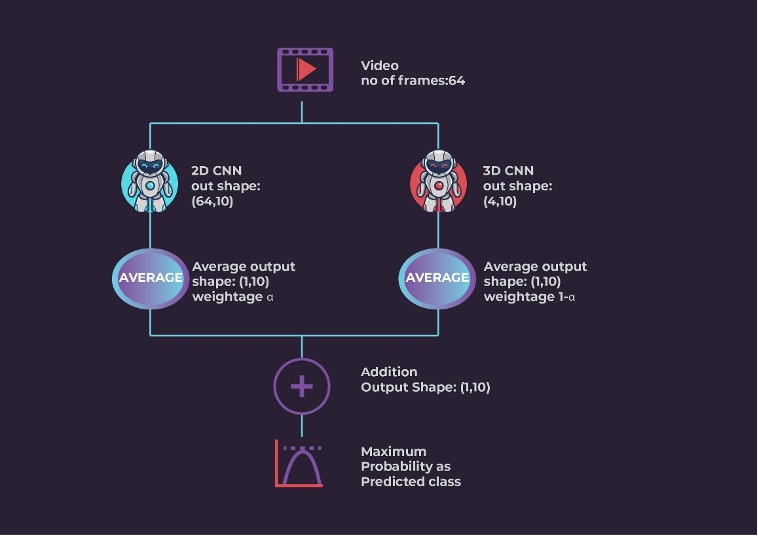 Video
no of frames:64
2D CNN
out shape:
(64,10)
3D CNN
out shape:
(4,10)
AVERAGE
Average output
shape: (1,10)
weightage α
AVERAGE
Average output
shape: (1,10)
weightage 1-α
Addition
Output Shape: (1,10)
Maximum
Probability as
Predicted class